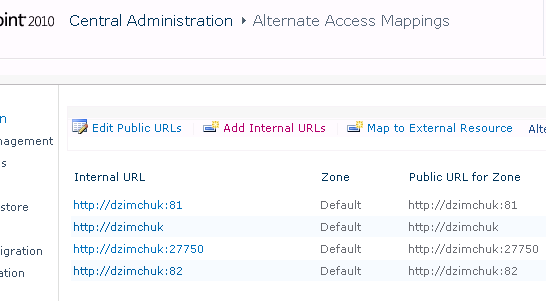 oint 2010 Central Administration ▸ Alternate Access Mappings
Edit Public URLs Add Internal URLs Map to External Resource Alte
Internal URL Zone Public URL for Zone
http://dzimchuk:81 Default http://dzimchuk:81
http://dzimchuk Default http://dzimchuk
http://dzimchuk:27750 Default http://dzimchuk:27750
http://dzimchuk:82 Default http://dzimchuk:82
n
nagement
s
store
igration
ation